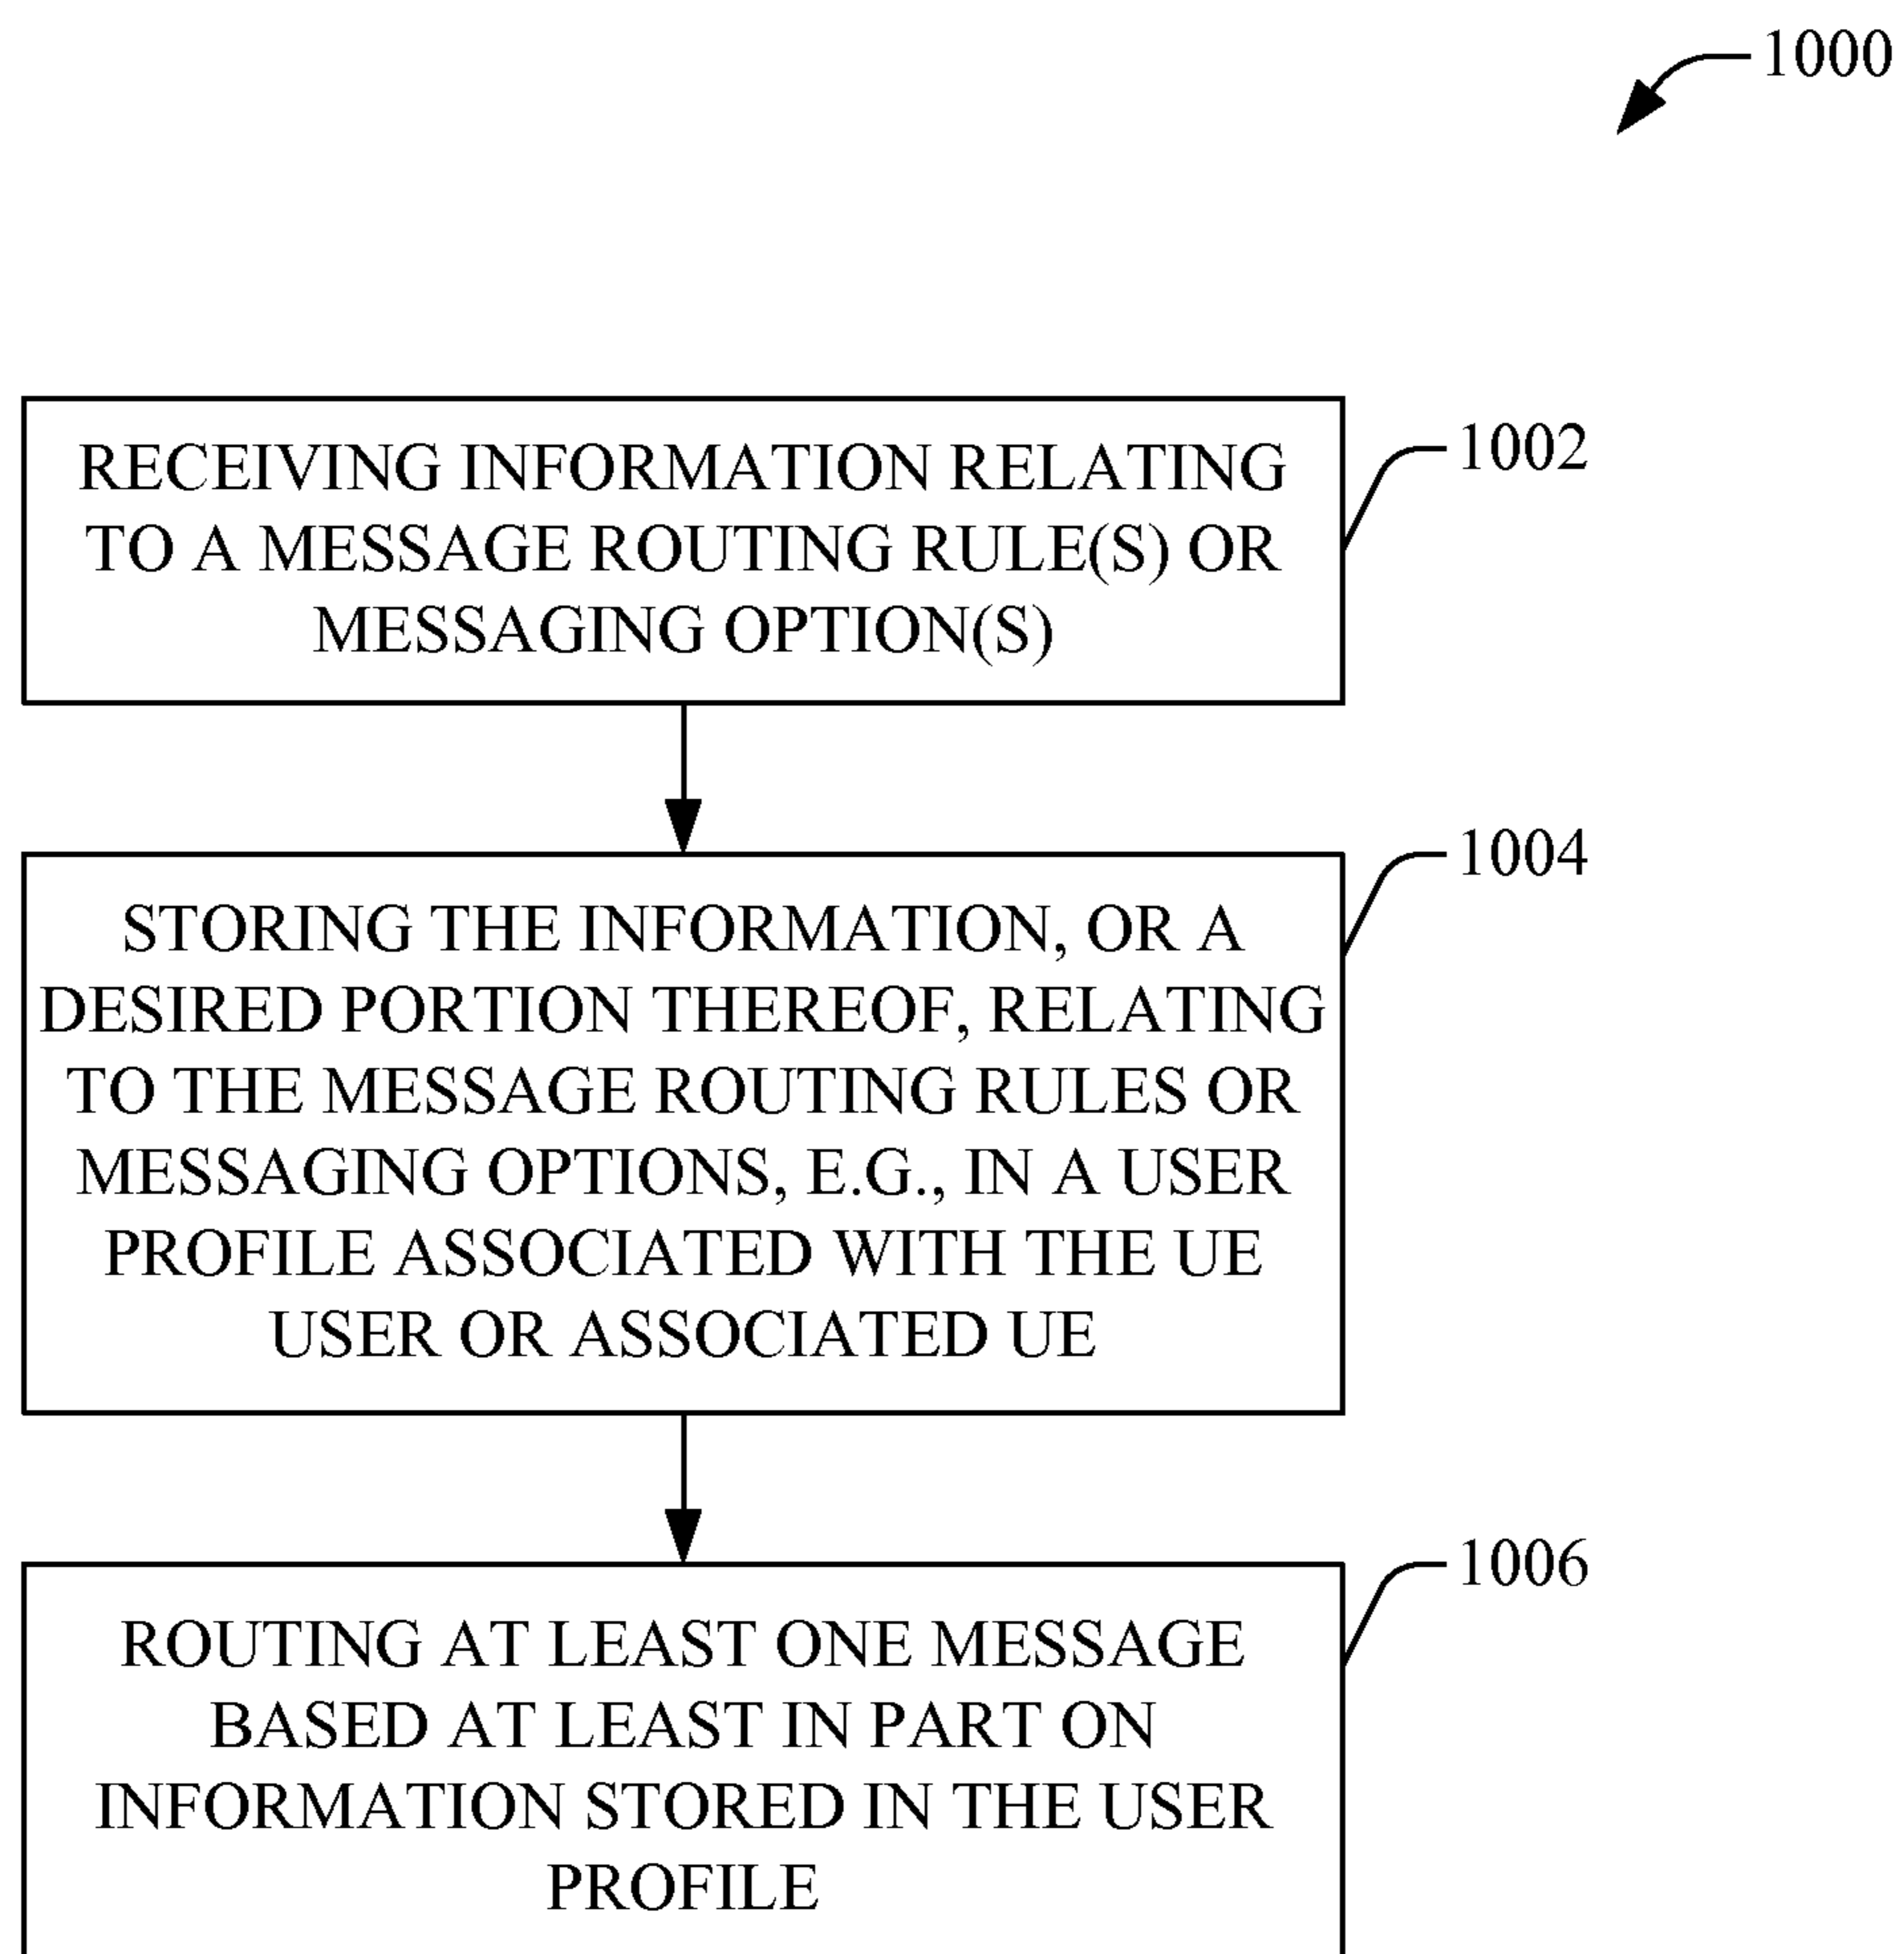 1000
RECEIVING INFORMATION RELATING
TO A MESSAGE ROUTING RULE(S) OR
MESSAGING OPTION(S)
1002
STORING THE INFORMATION, OR A
DESIRED PORTION THEREOF, RELATING
TO THE MESSAGE ROUTING RULES OR
MESSAGING OPTIONS, E.G., IN A USER
PROFILE ASSOCIATED WITH THE UE
USER OR ASSOCIATED UE
1004
ROUTING AT LEAST ONE MESSAGE
BASED AT LEAST IN PART ON
INFORMATION STORED IN THE USER
PROFILE
1006